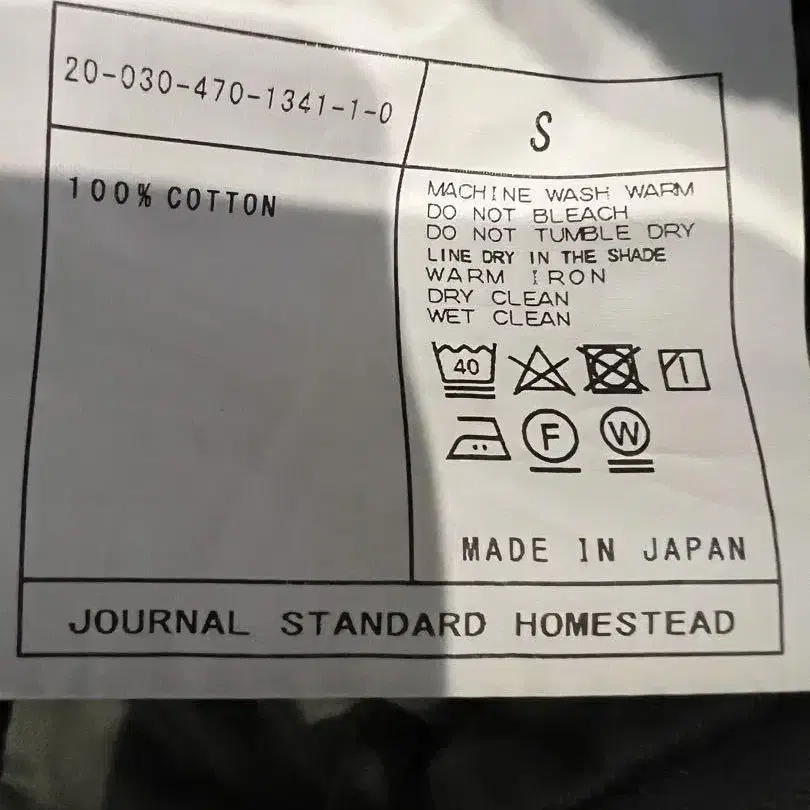 20-030-470-1341-1-0
S
100% COTTON
MACHINE WASH WARM
DO NOT BLEACH
DO NOT TUMBLE DRY
LINE DRY IN THE SHADE
WARM IRON
DRY CLEAN
WET CLEAN
40
F
W
MADE IN JAPAN
JOURNAL STANDARD HOMESTEAD